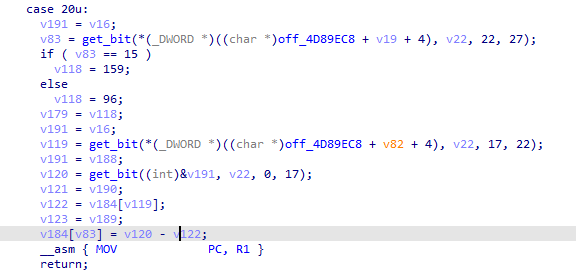 case 20u:
v191 = v16;
v83 = get_bit(*(_DWORD *)((char *)off_4D89EC8 + v19 + 4), v22, 22, 27);
if ( v83 == 15 )
v118 = 159;
else
v118 = 96;
v179 = v118;
v191 = v16;
v119 = get_bit(*(_DWORD *)((char *)off_4D89EC8 + v82 + 4), v22, 17, 22);
v191 = v188;
v120 = get_bit((int)&v191, v22, 0, 17);
v121 = v190;
v122 = v184[v119];
v123 = v189;
v184[v83] = v120 - v122;
__asm { MOV             PC, R1 }
return;